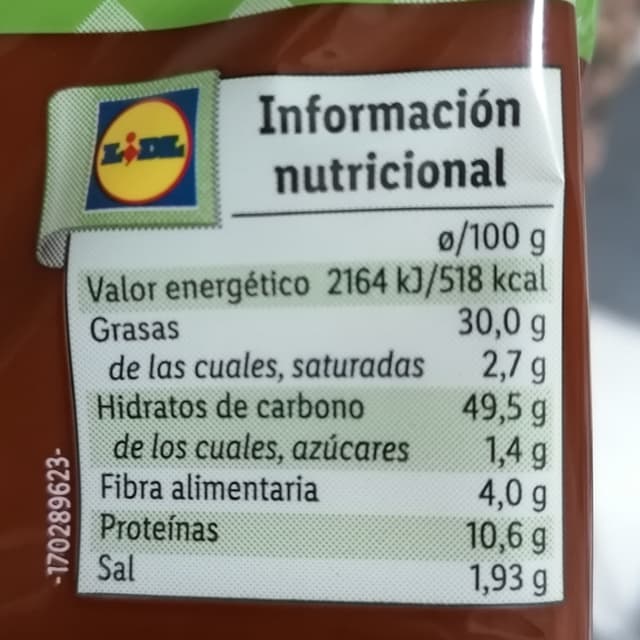 LIDL
Información
nutricional
ø/100 g
Valor energético 2164 kJ/518 kcal
Grasas 30,0 g
de las cuales, saturadas 2,7 g
Hidratos de carbono 49,5 g
de los cuales, azúcares 1,4 g
Fibra alimentaria 4,0 g
Proteínas 10,6 g
Sal 1,93 g
-170289623-